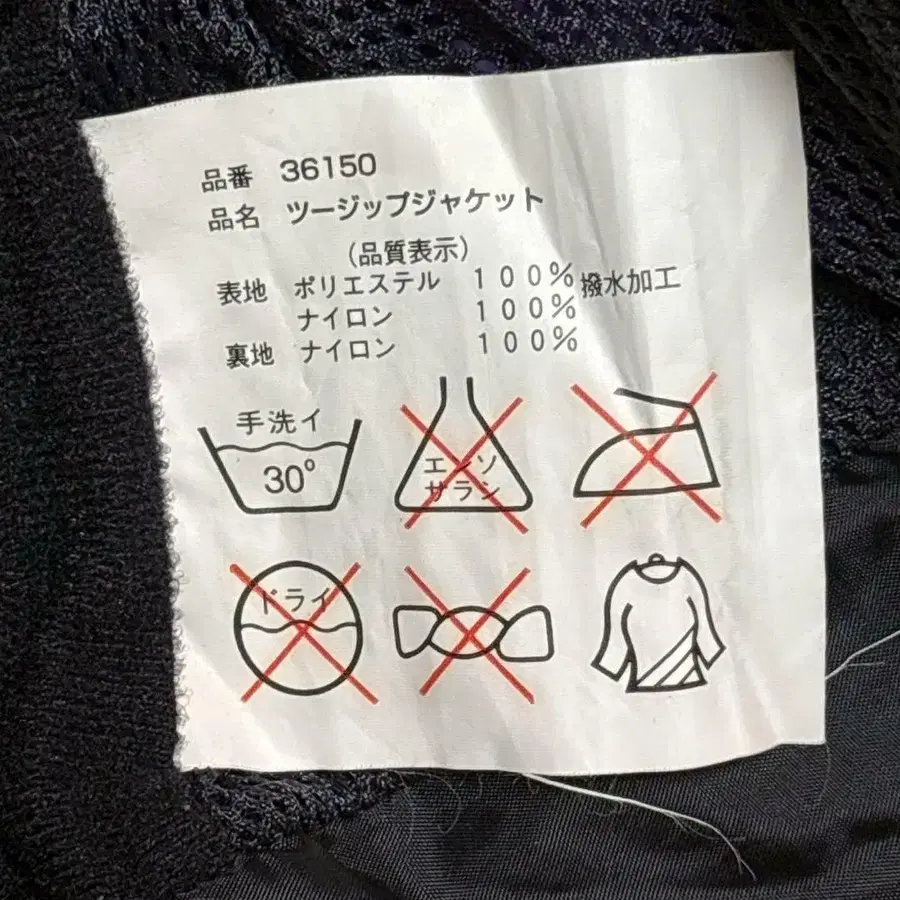 品番 36150
品名 ツージップジャケット
(品質表示)
表地 ポリエステル 100% 撥水加工
ナイロン 100%
裏地 ナイロン 100%
手洗イ
30°
エンソ
サラシ
ドライ